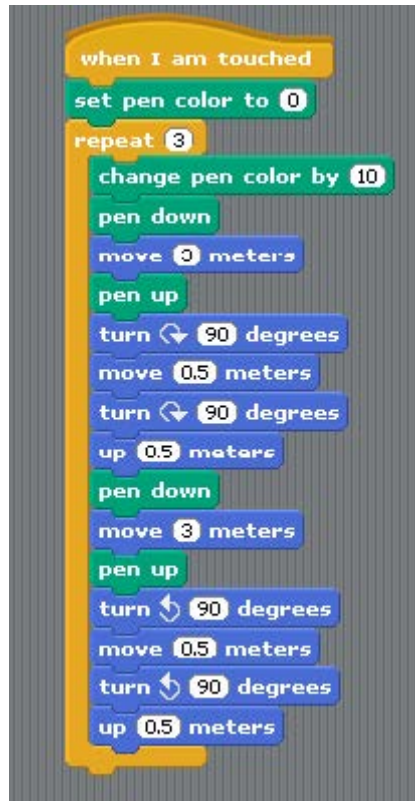 when I am touched
set pen color to 0
repeat 3
change pen color by 10
pen down
move 3 meters
pen up
turn 90 degrees
move 0.5 meters
turn 90 degrees
up 0.5 meters
pen down
move 3 meters
pen up
turn 90 degrees
move 0.5 meters
turn 90 degrees
up 0.5 meters